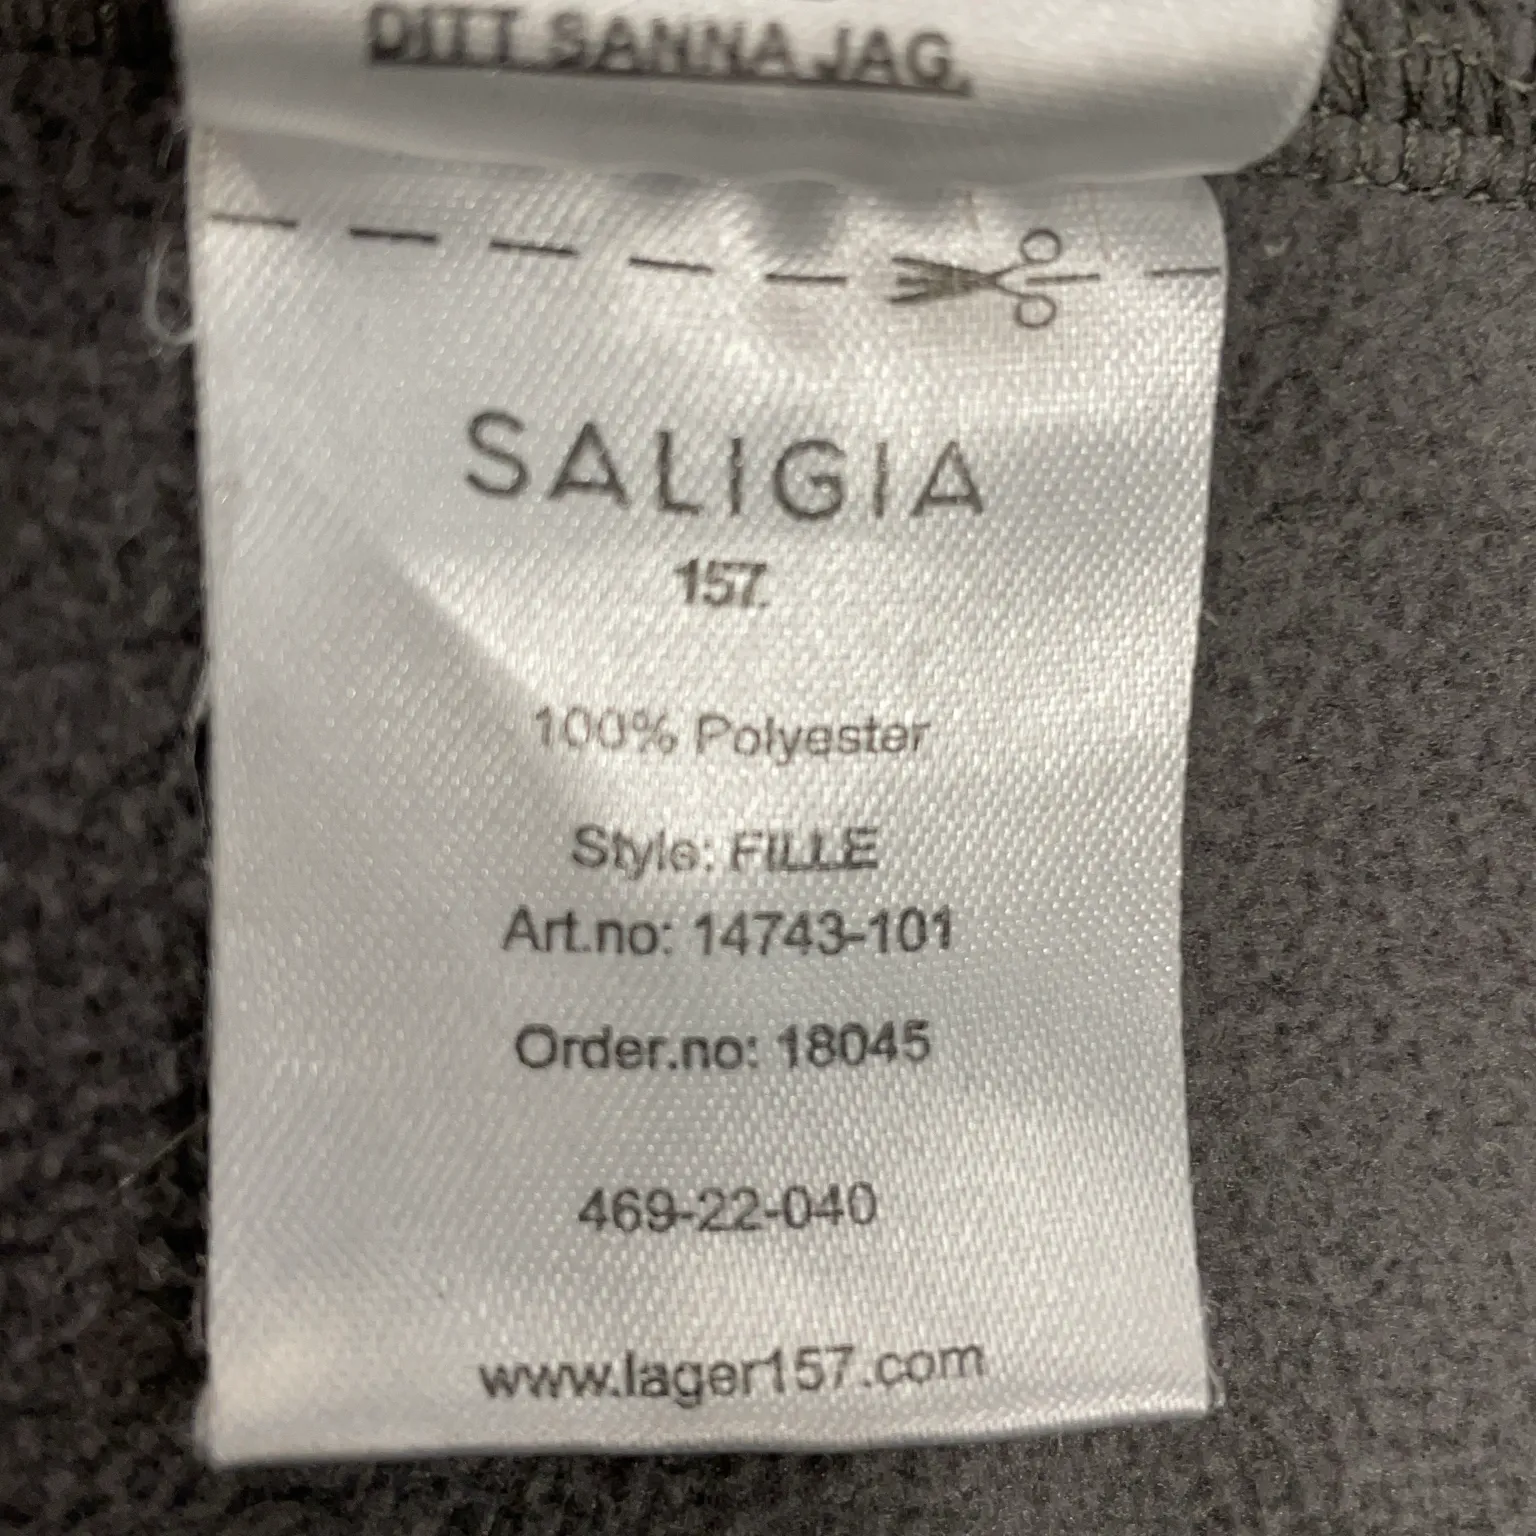 DITT SANNA JAG.
SALIGIA
157.
100% Polyester
Style: FILLE
Art.no: 14743-101
Order.no: 18045
469-22-040
www.lager157.com